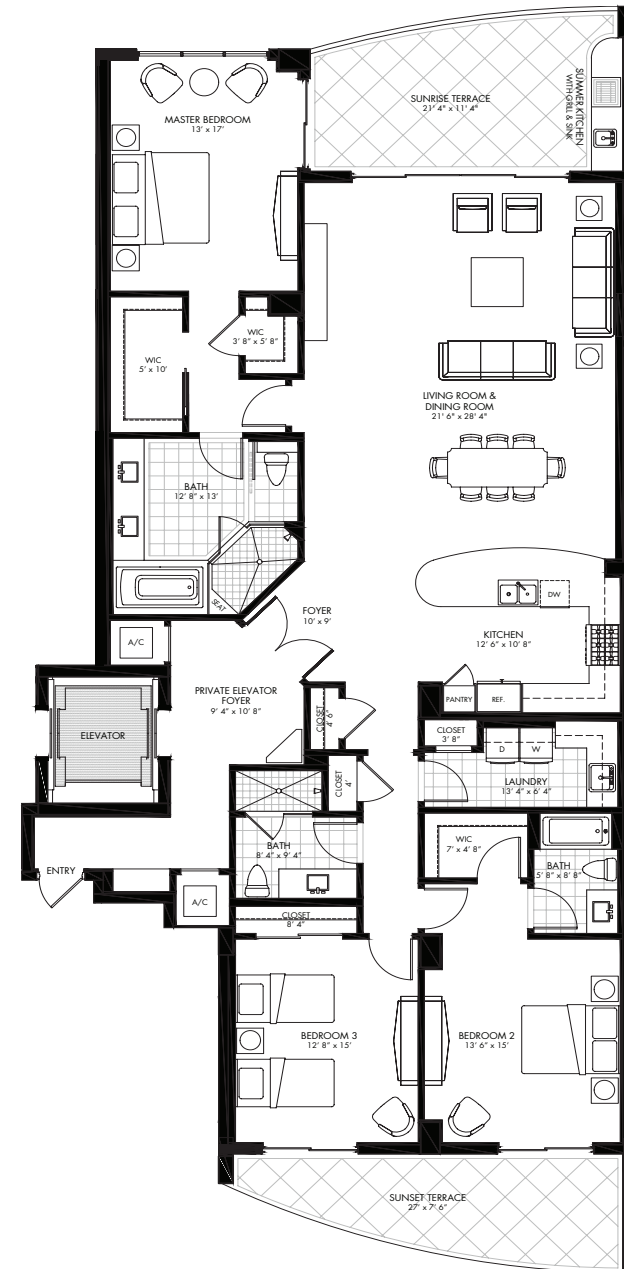 SUNRISE TERRACE
21' 4" x 11' 4"
SUMMER KITCHEN
WITH GRILL & SINK
MASTER BEDROOM
13' x 17'
WIC
3' 8" x 5' 8"
WIC
5' x 10'
LIVING ROOM &
DINING ROOM
21' 6" x 28' 4"
BATH
12' 8" x 13'
SEAT
DW
FOYER
10' x 9'
KITCHEN
12' 6" x 10' 8"
A/C
PRIVATE ELEVATOR
FOYER
9' 4" x 10' 8"
PANTRY
REF.
ELEVATOR
CLOSET
4' 6"
CLOSET
3' 8"
D
W
LAUNDRY
13' 4" x 6' 4"
CLOSET
4'
BATH
8' 4" x 9' 4"
WIC
7' x 4' 8"
BATH
5' 8" x 8' 8"
ENTRY
A/C
CLOSET
8' 4"
BEDROOM 3
12' 8" x 15'
BEDROOM 2
13' 6" x 15'
SUNSET TERRACE
27' x 7' 6"